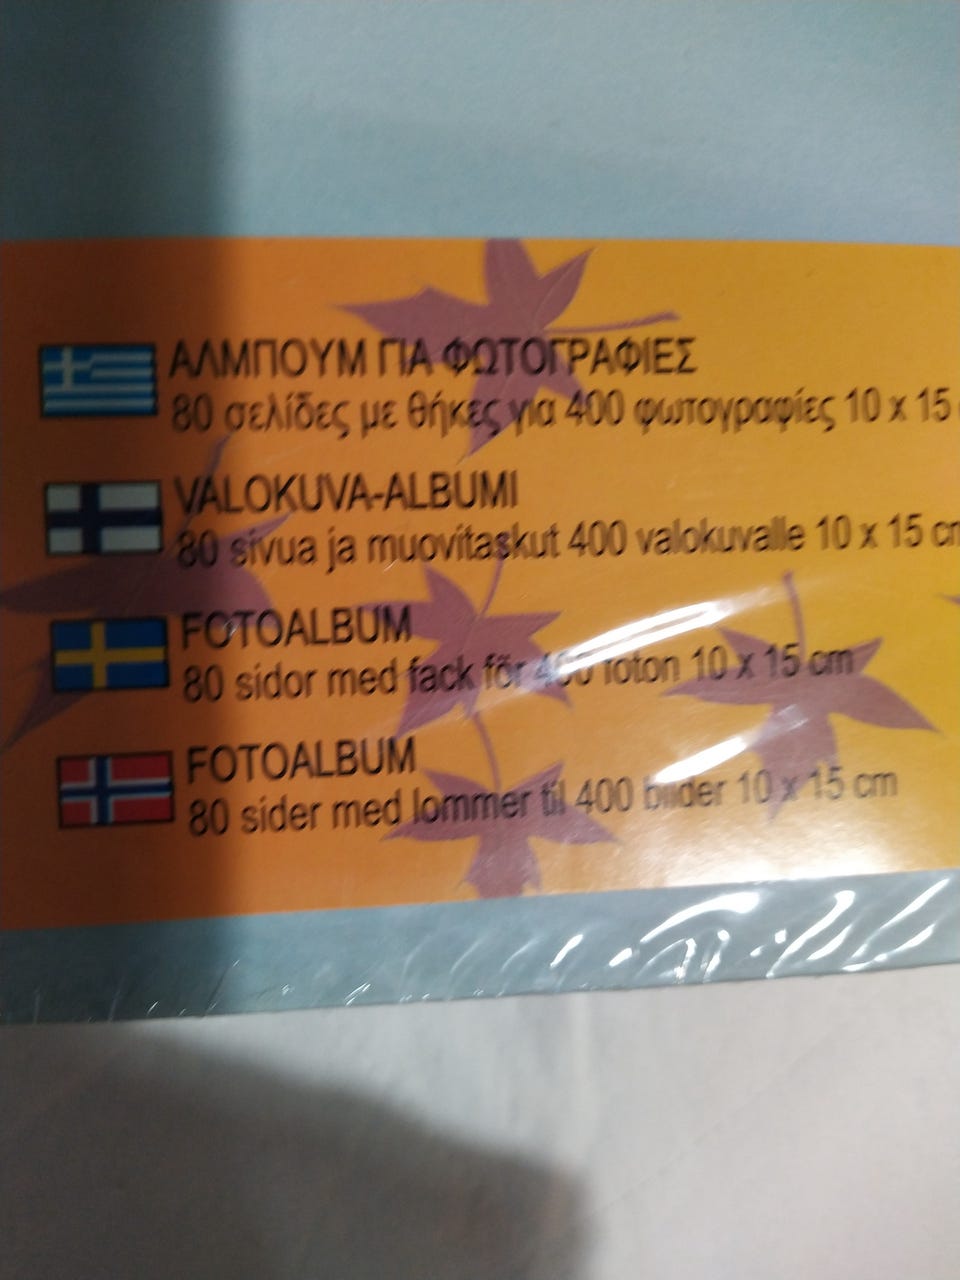 ΑΛΜΠΟΥΜ ΓΙΑ ΦΩΤΟΓΡΑΦΙΕΣ
80 σελίδες με θήκες για 400 φωτογραφίες 10 x 15
VALOKUVA-ALBUMI
80 sivua ja muovitaskut 400 valokuvalle 10 x 15 cm
FOTOALBUM
80 sidor med fack för 400 foton 10 x 15 cm
FOTOALBUM
80 sider med lommer til 400 bilder 10 x 15 cm